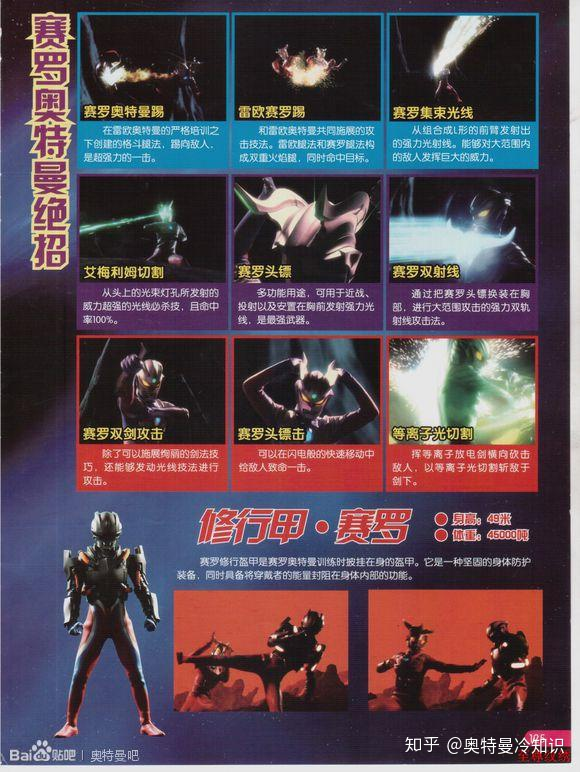 赛罗奥特曼绝招
赛罗奥特曼踢
在雷欧奥特曼的严格培训之
下创建的格斗腿法，踢向敌人，
是超强力的一击。
雷欧赛罗踢
和雷欧奥特曼共同施展的攻
击技法。雷欧腿法和赛罗腿法构
成双重火焰腿，同时命中目标。
赛罗集束光线
从组合成L形的前臂发射出
的强力光射线。能够对大范围内
的敌人发挥巨大的威力。
艾梅利姆切割
从头上的光束灯孔所发射的
威力超强的光线必杀技，且命中
率100%。
赛罗头镖
多功能用途，可用于近战、
投射以及安置在胸前发射强力光
线，是最强武器。
赛罗双射线
通过把赛罗头镖换装在胸
部，进行大范围攻击的强力双轨
射线攻击法。
赛罗双剑攻击
除了可以施展绚丽的剑法技
巧，还能够发动光线技法进行
攻击。
赛罗头镖击
可以在闪电般的快速移动中
给敌人致命一击。
等离子光切割
挥等离子放电剑横向砍击
敌人，以等离子光切割斩敌于
剑下。
修行甲·赛罗
身高：49米
体重：45000吨
赛罗修行盔甲是赛罗奥特曼训练时披挂在身的盔甲。它是一种坚固的身体防护
装备，同时具备将穿戴者的能量封阻在身体内部的功能。
Bai du 贴吧 | 奥特曼吧
知乎 @奥特曼冷知识